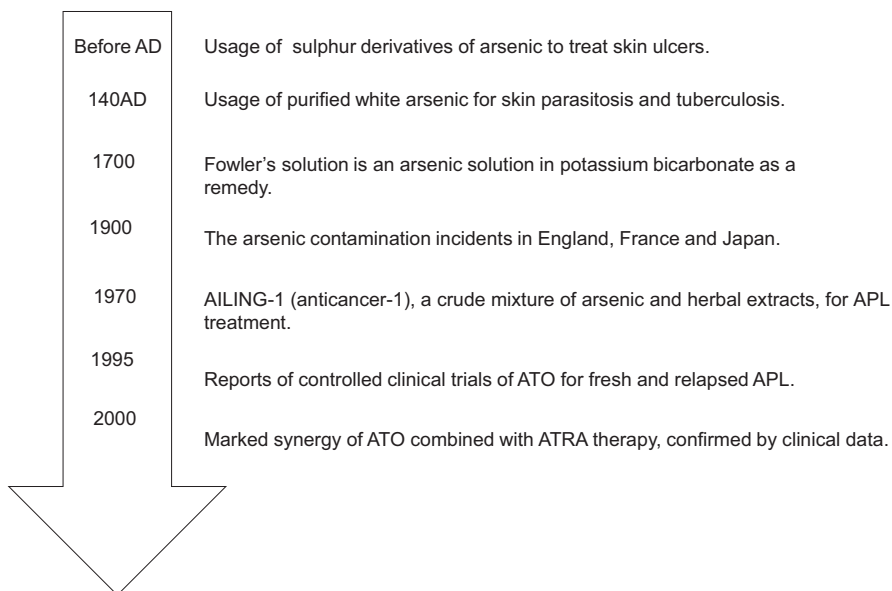 Before AD Usage of  sulphur derivatives of arsenic to treat skin ulcers.
140AD Usage of purified white arsenic for skin parasitosis and tuberculosis.
1700 Fowler's solution is an arsenic solution in potassium bicarbonate as a
remedy.
1900 The arsenic contamination incidents in England, France and Japan.
1970 AILING-1 (anticancer-1), a crude mixture of arsenic and herbal extracts, for APL
treatment.
1995 Reports of controlled clinical trials of ATO for fresh and relapsed APL.
2000 Marked synergy of ATO combined with ATRA therapy, confirmed by clinical data.